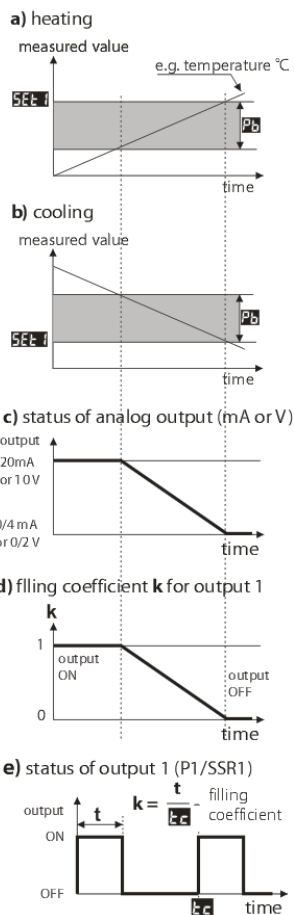 a) heating
measured value
e.g. temperature °C
SEt1
Pb
time
b) cooling
measured value
Pb
SEt1
time
c) status of analog output (mA or V)
output
20mA
or 10 V
0/4 mA
or 0/2 V
time
d) flling coefficient k for output 1
k
1
output
ON
output
OFF
0
time
e) status of output 1 (P1/SSR1)
output
t
k = t / tc - filling
coefficient
ON
OFF
tc
time